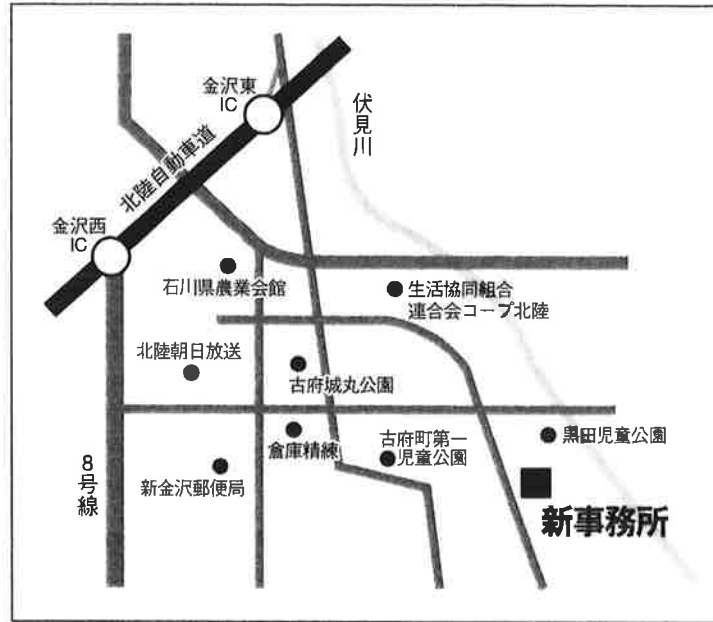 金沢東
IC
伏見川
北陸自動車道
金沢西
IC
石川県農業会館
生活協同組合
連合会コープ北陸
北陸朝日放送
古府城丸公園
倉庫精練
古府町第一
児童公園
黒田児童公園
8号線
新金沢郵便局
新事務所